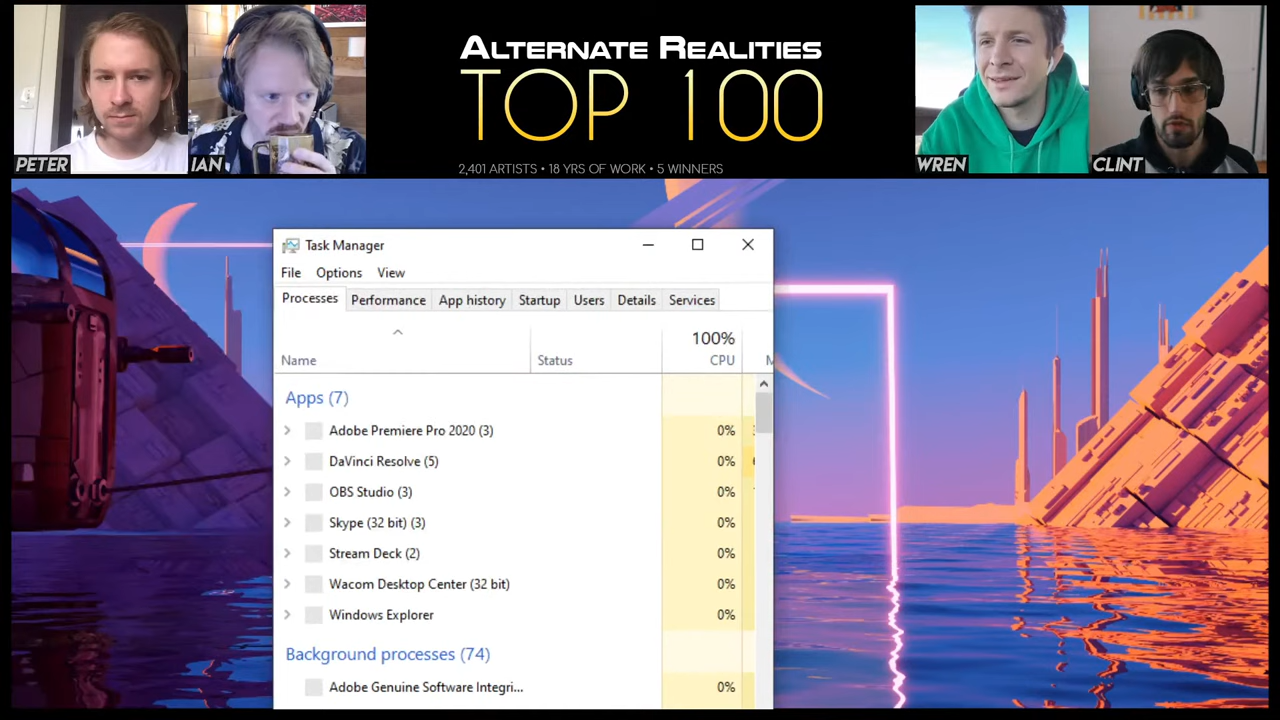 ALTERNATE REALITIES
TOP 100
2,401 ARTISTS • 18 YRS OF WORK • 5 WINNERS
PETER
IAN
WREN
CLINT
Task Manager
File Options View
Processes Performance App history Startup Users Details Services
100%
Name Status CPU
Apps (7)
Adobe Premiere Pro 2020 (3) 0%
DaVinci Resolve (5) 0%
OBS Studio (3) 0%
Skype (32 bit) (3) 0%
Stream Deck (2) 0%
Wacom Desktop Center (32 bit) 0%
Windows Explorer 0%
Background processes (74)
Adobe Genuine Software Integri... 0%